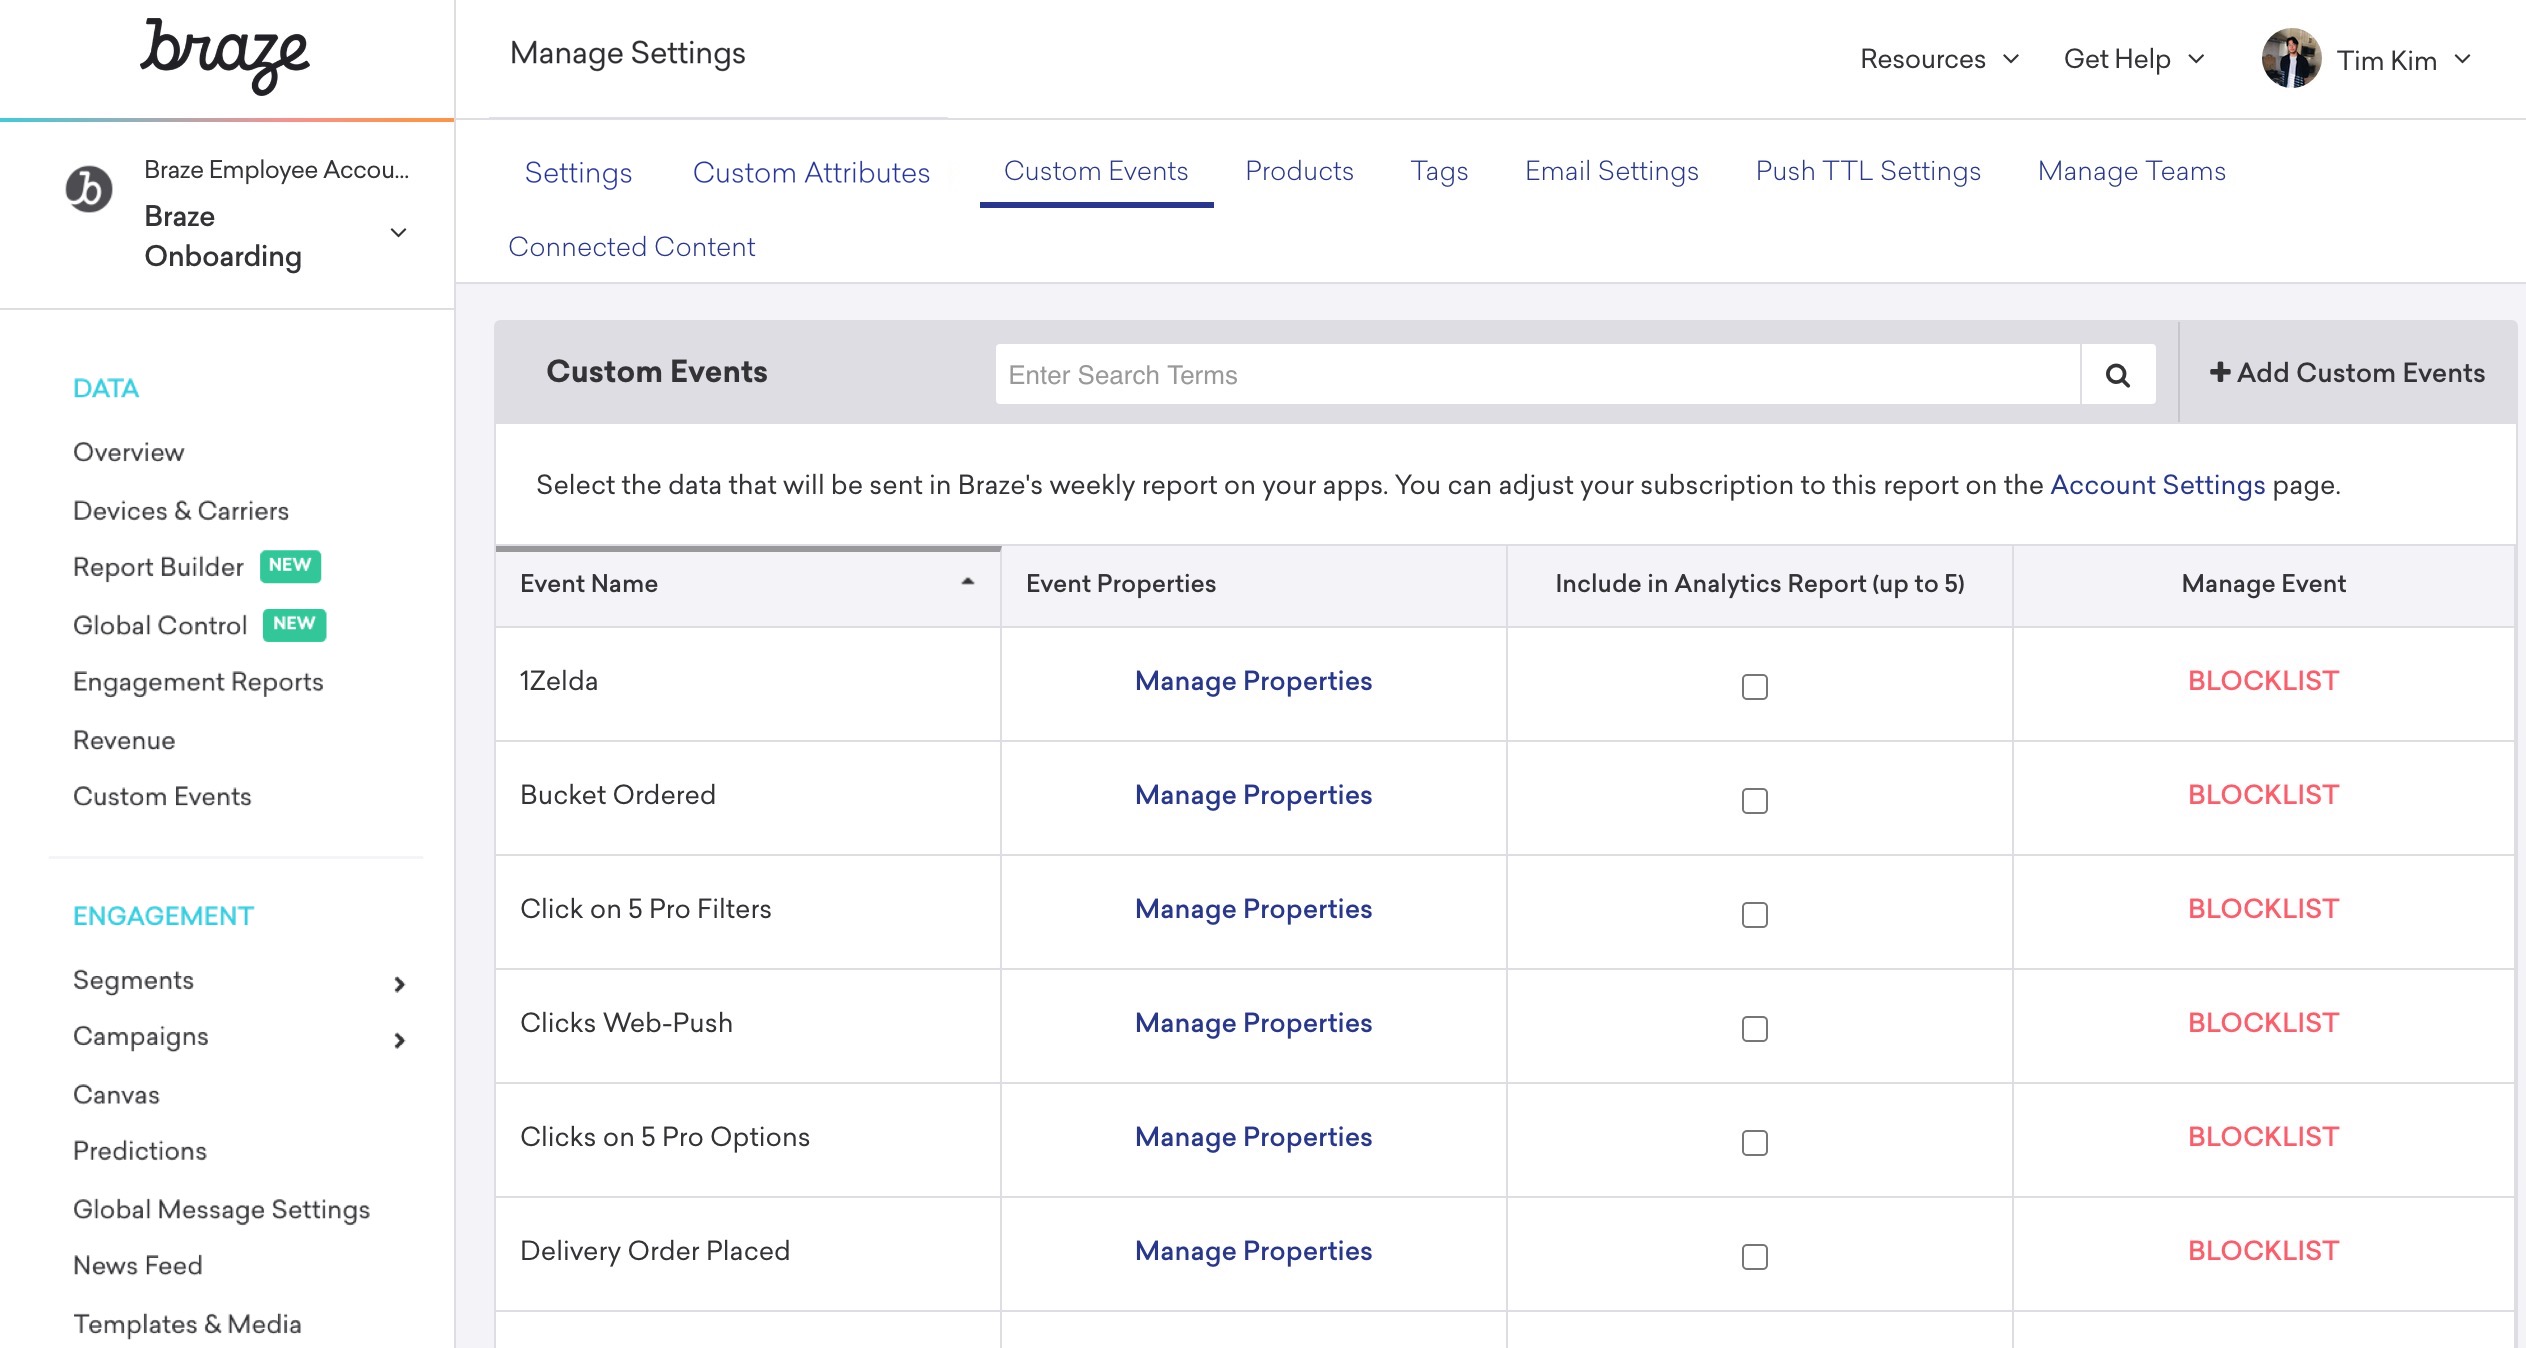 braze
Manage Settings
Resources
Get Help
Tim Kim
Braze Employee Accou...
Braze
Onboarding
Settings
Custom Attributes
Custom Events
Products
Tags
Email Settings
Push TTL Settings
Manage Teams
Connected Content
DATA
Overview
Devices & Carriers
Report Builder NEW
Global Control NEW
Engagement Reports
Revenue
Custom Events
ENGAGEMENT
Segments
Campaigns
Canvas
Predictions
Global Message Settings
News Feed
Templates & Media
Custom Events
Enter Search Terms
+ Add Custom Events
Select the data that will be sent in Braze's weekly report on your apps. You can adjust your subscription to this report on the Account Settings page.
Event Name
Event Properties
Include in Analytics Report (up to 5)
Manage Event
1Zelda
Manage Properties
BLOCKLIST
Bucket Ordered
Manage Properties
BLOCKLIST
Click on 5 Pro Filters
Manage Properties
BLOCKLIST
Clicks Web-Push
Manage Properties
BLOCKLIST
Clicks on 5 Pro Options
Manage Properties
BLOCKLIST
Delivery Order Placed
Manage Properties
BLOCKLIST